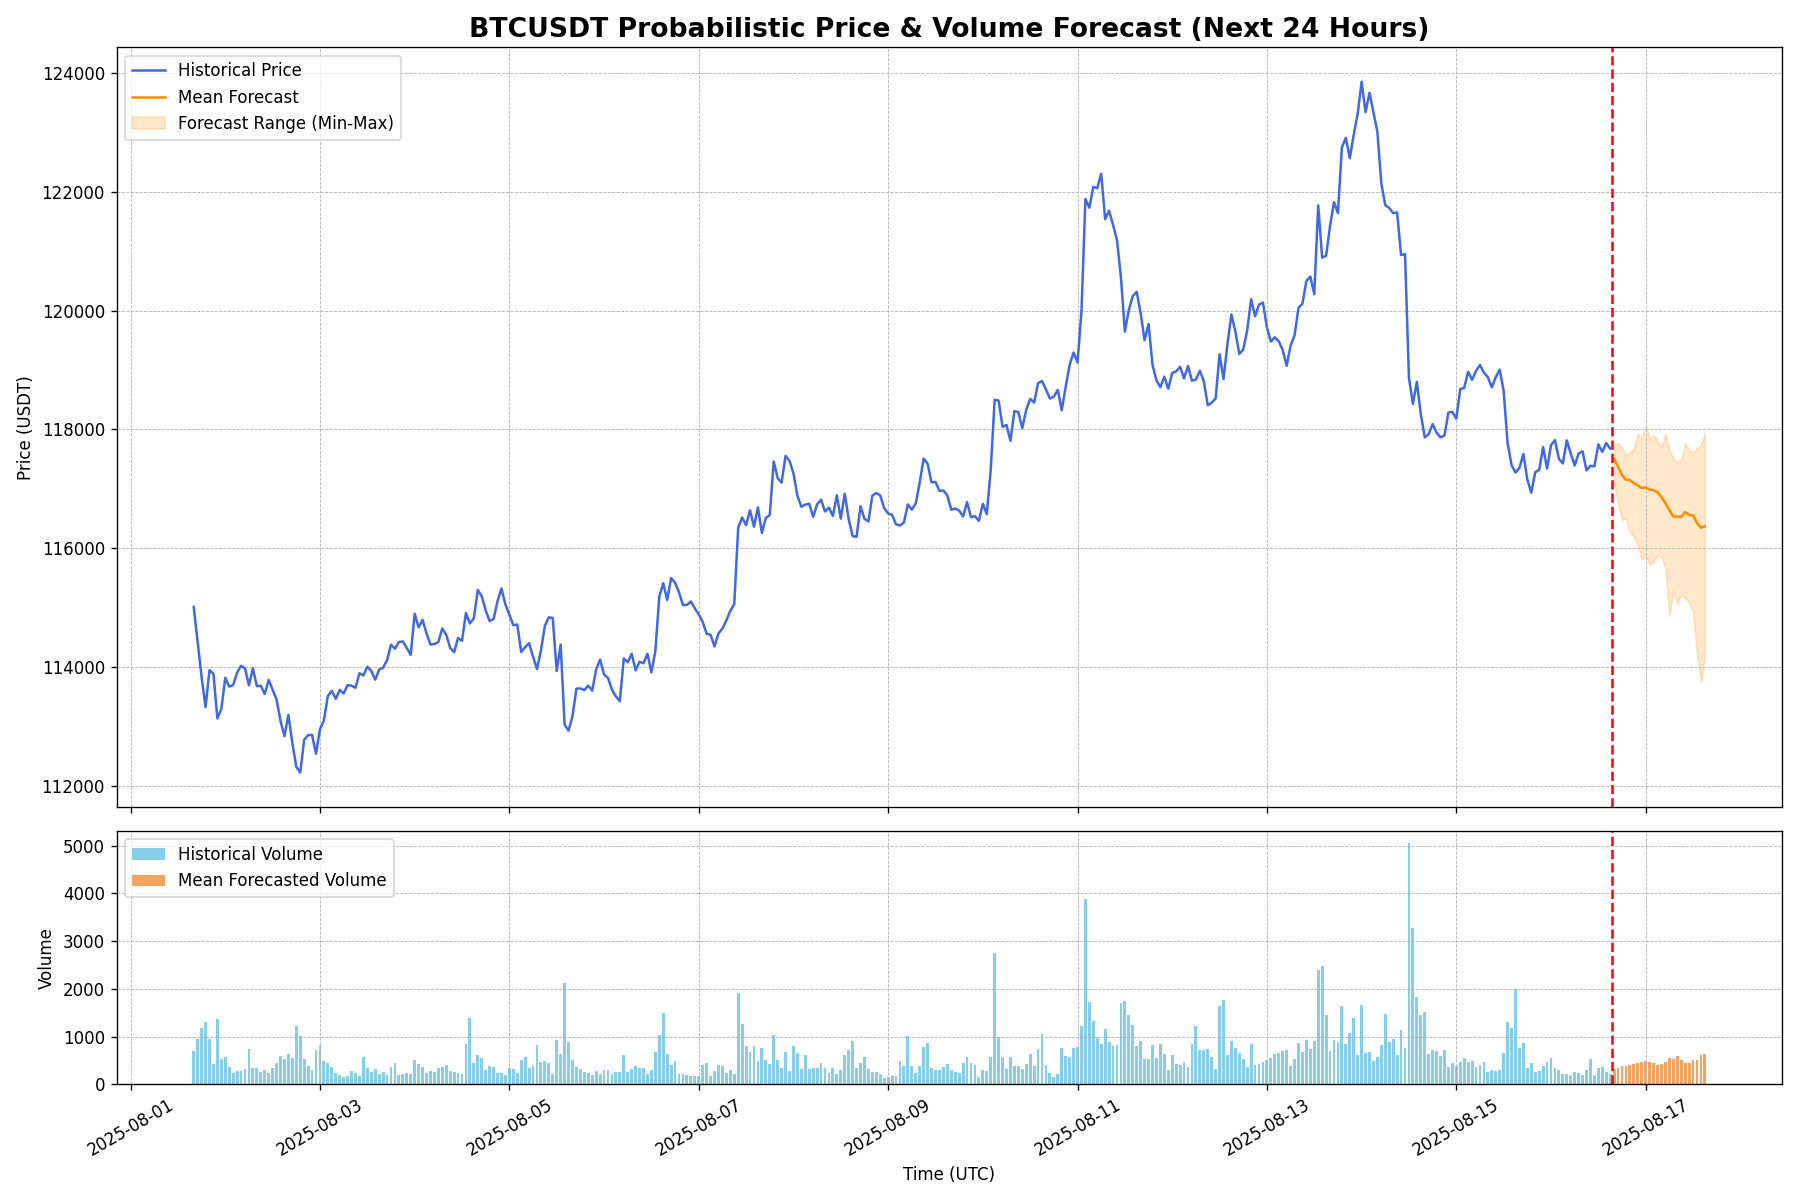 BTCUSDT Probabilistic Price & Volume Forecast (Next 24 Hours)
Historical Price
Mean Forecast
Forecast Range (Min-Max)
124000
122000
120000
118000
116000
114000
112000
Price (USDT)
Historical Volume
Mean Forecasted Volume
5000
4000
3000
2000
1000
0
Volume
2025-08-01
2025-08-03
2025-08-05
2025-08-07
2025-08-09
2025-08-11
2025-08-13
2025-08-15
2025-08-17
Time (UTC)